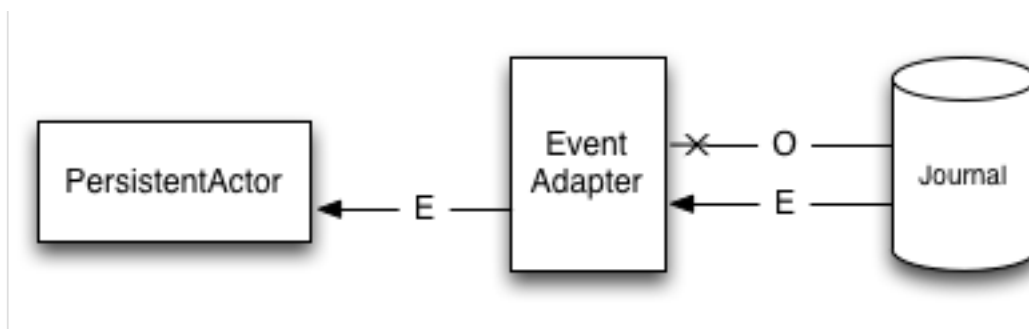 PersistentActor
E
Event
Adapter
O
E
Journal